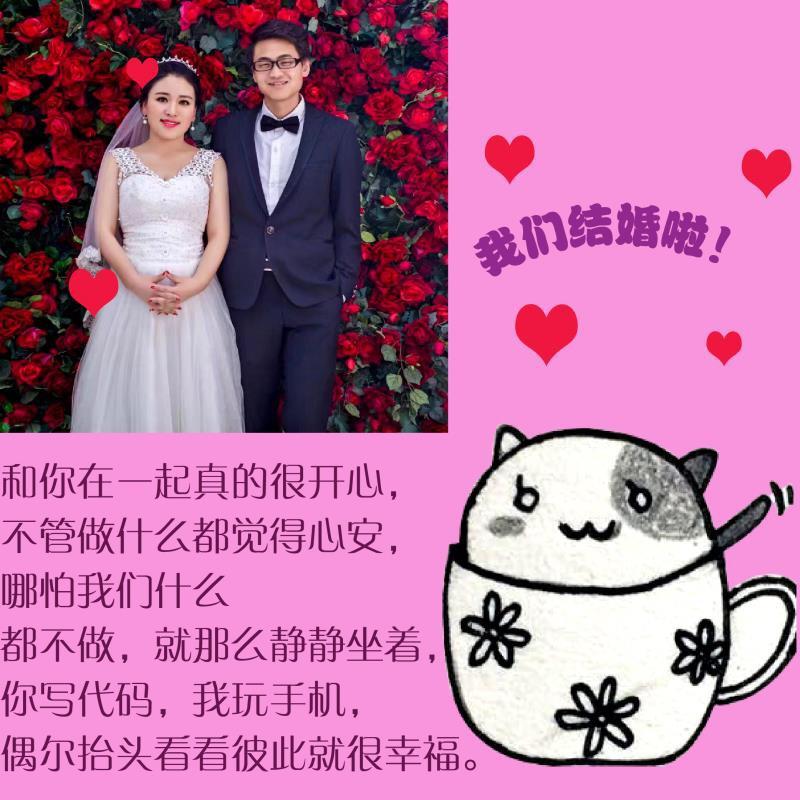 我们结婚啦！
和你在一起真的很开心，
不管做什么都觉得心安，
哪怕我们什么
都不做，就那么静静坐着，
你写代码，我玩手机，
偶尔抬头看看彼此就很幸福。